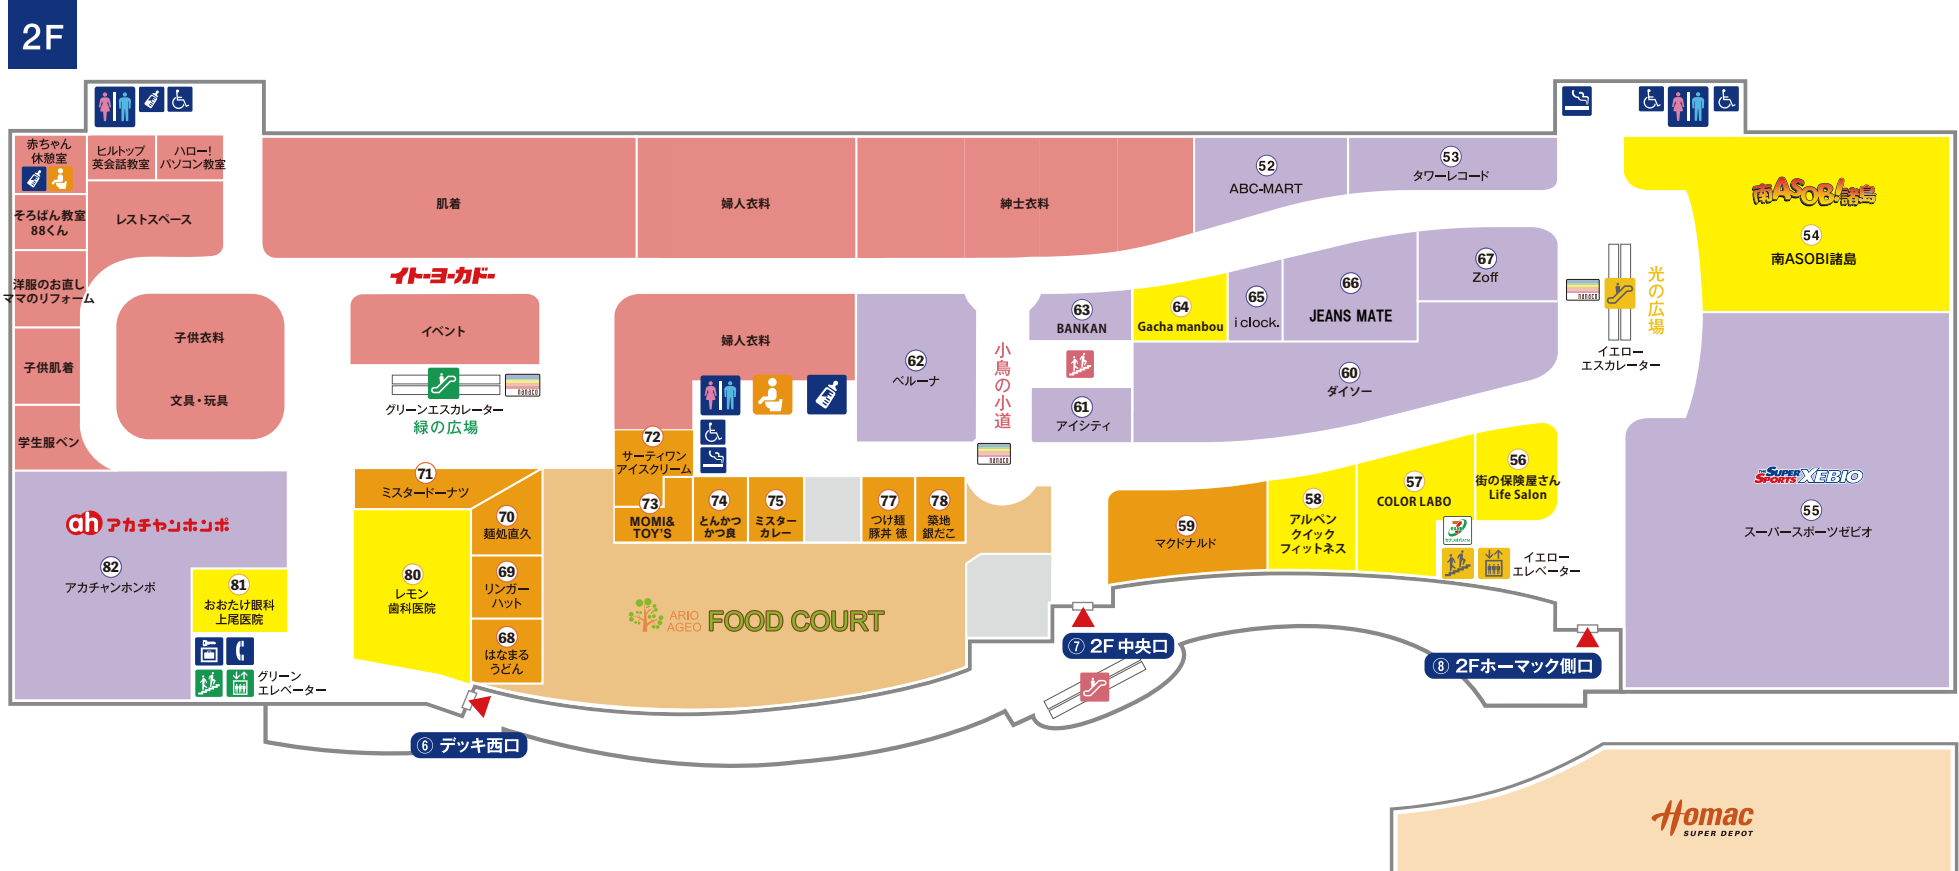 2F
赤ちゃん
休憩室
ヒルトップ
英会話教室
ハロー!
パソコン教室
そろばん教室
88くん
レストスペース
洋服のお直し
ママのリフォーム
子供肌着
学生服ベン
子供衣料
文具・玩具
肌着
婦人衣料
紳士衣料
イトーヨーカドー
イベント
nanaco
グリーンエスカレーター
緑の広場
婦人衣料
52
ABC-MART
53
タワーレコード
南ASOBI諸島
54
南ASOBI諸島
67
Zoff
66
JEANS MATE
65
i clock.
64
Gacha manbou
63
BANKAN
62
ベルーナ
小鳥の小道
nanaco
61
アイシティ
60
ダイソー
nanaco
光の広場
イエロー
エスカレーター
72
サーティワン
アイスクリーム
73
MOMI&
TOY'S
74
とんかつ
かつ良
75
ミスター
カレー
77
つけ麺
豚丼 徳
78
築地
銀だこ
71
ミスタードーナツ
70
麺処直久
69
リンガー
ハット
68
はなまる
うどん
80
レモン
歯科医院
ARIO
AGEO
FOOD COURT
ah アカチャンホンポ
82
アカチャンホンポ
81
おおたけ眼科
上尾医院
グリーン
エレベーター
⑥ デッキ西口
59
マクドナルド
58
アルペン
クイック
フィットネス
57
COLOR LABO
56
街の保険屋さん
Life Salon
イエロー
エレベーター
⑦ 2F 中央口
⑧ 2Fホーマック側口
THE SUPER
SPORTS XEBIO
55
スーパースポーツゼビオ
Homac
SUPER DEPOT